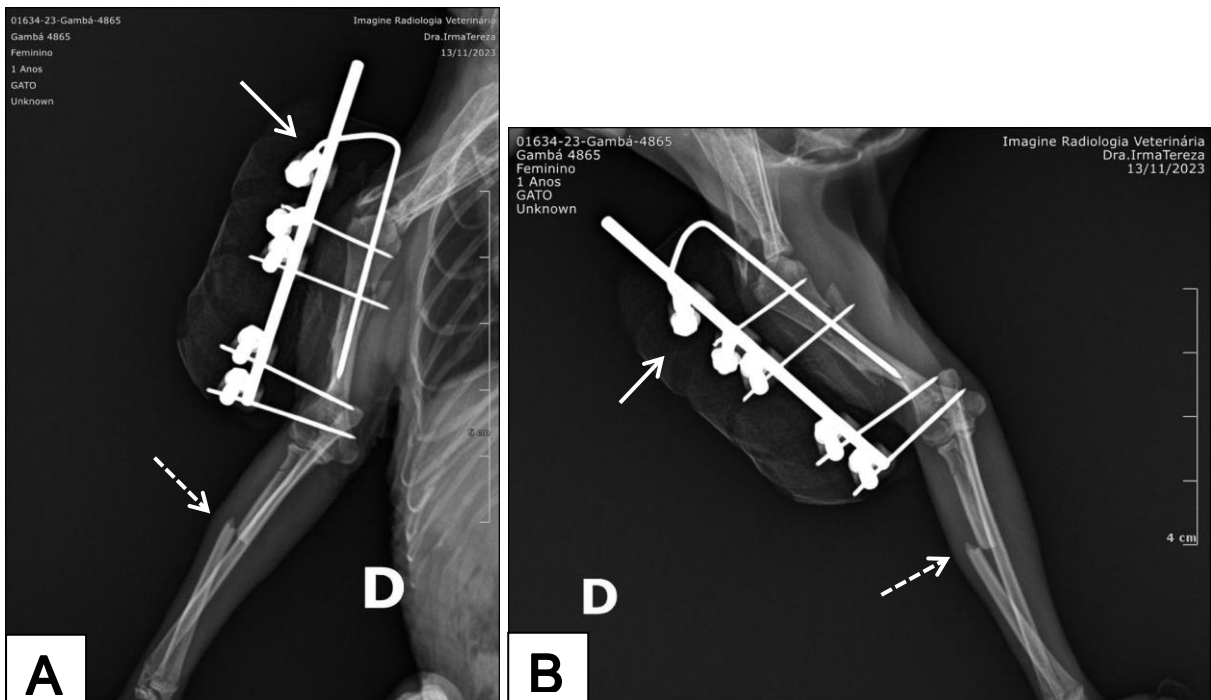 01634-23-Gambá-4865
Gambá 4865
Feminino
1 Anos
GATO
Unknown
Imagine Radiologia Veterinária
Dra.IrmaTereza
13/11/2023
5 cm
D
A
01634-23-Gambá-4865
Gambá 4865
Feminino
1 Anos
GATO
Unknown
Imagine Radiologia Veterinária
Dra.IrmaTereza
13/11/2023
4 cm
D
B